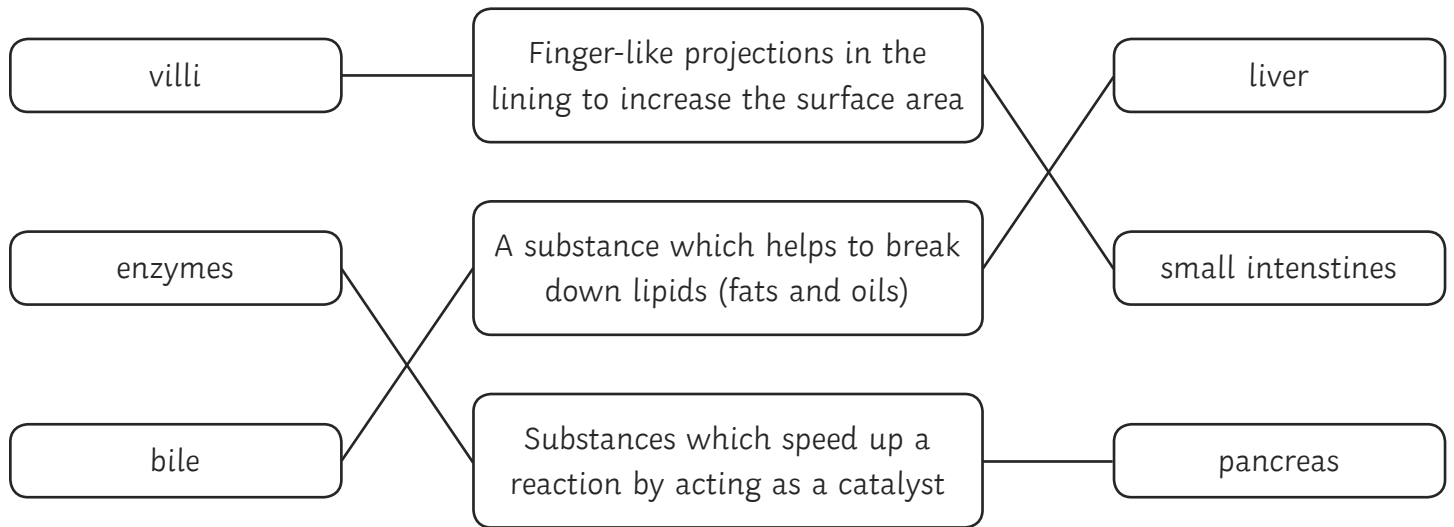 villi
Finger-like projections in the
lining to increase the surface area
liver
enzymes
A substance which helps to break
down lipids (fats and oils)
small intenstines
bile
Substances which speed up a
reaction by acting as a catalyst
pancreas